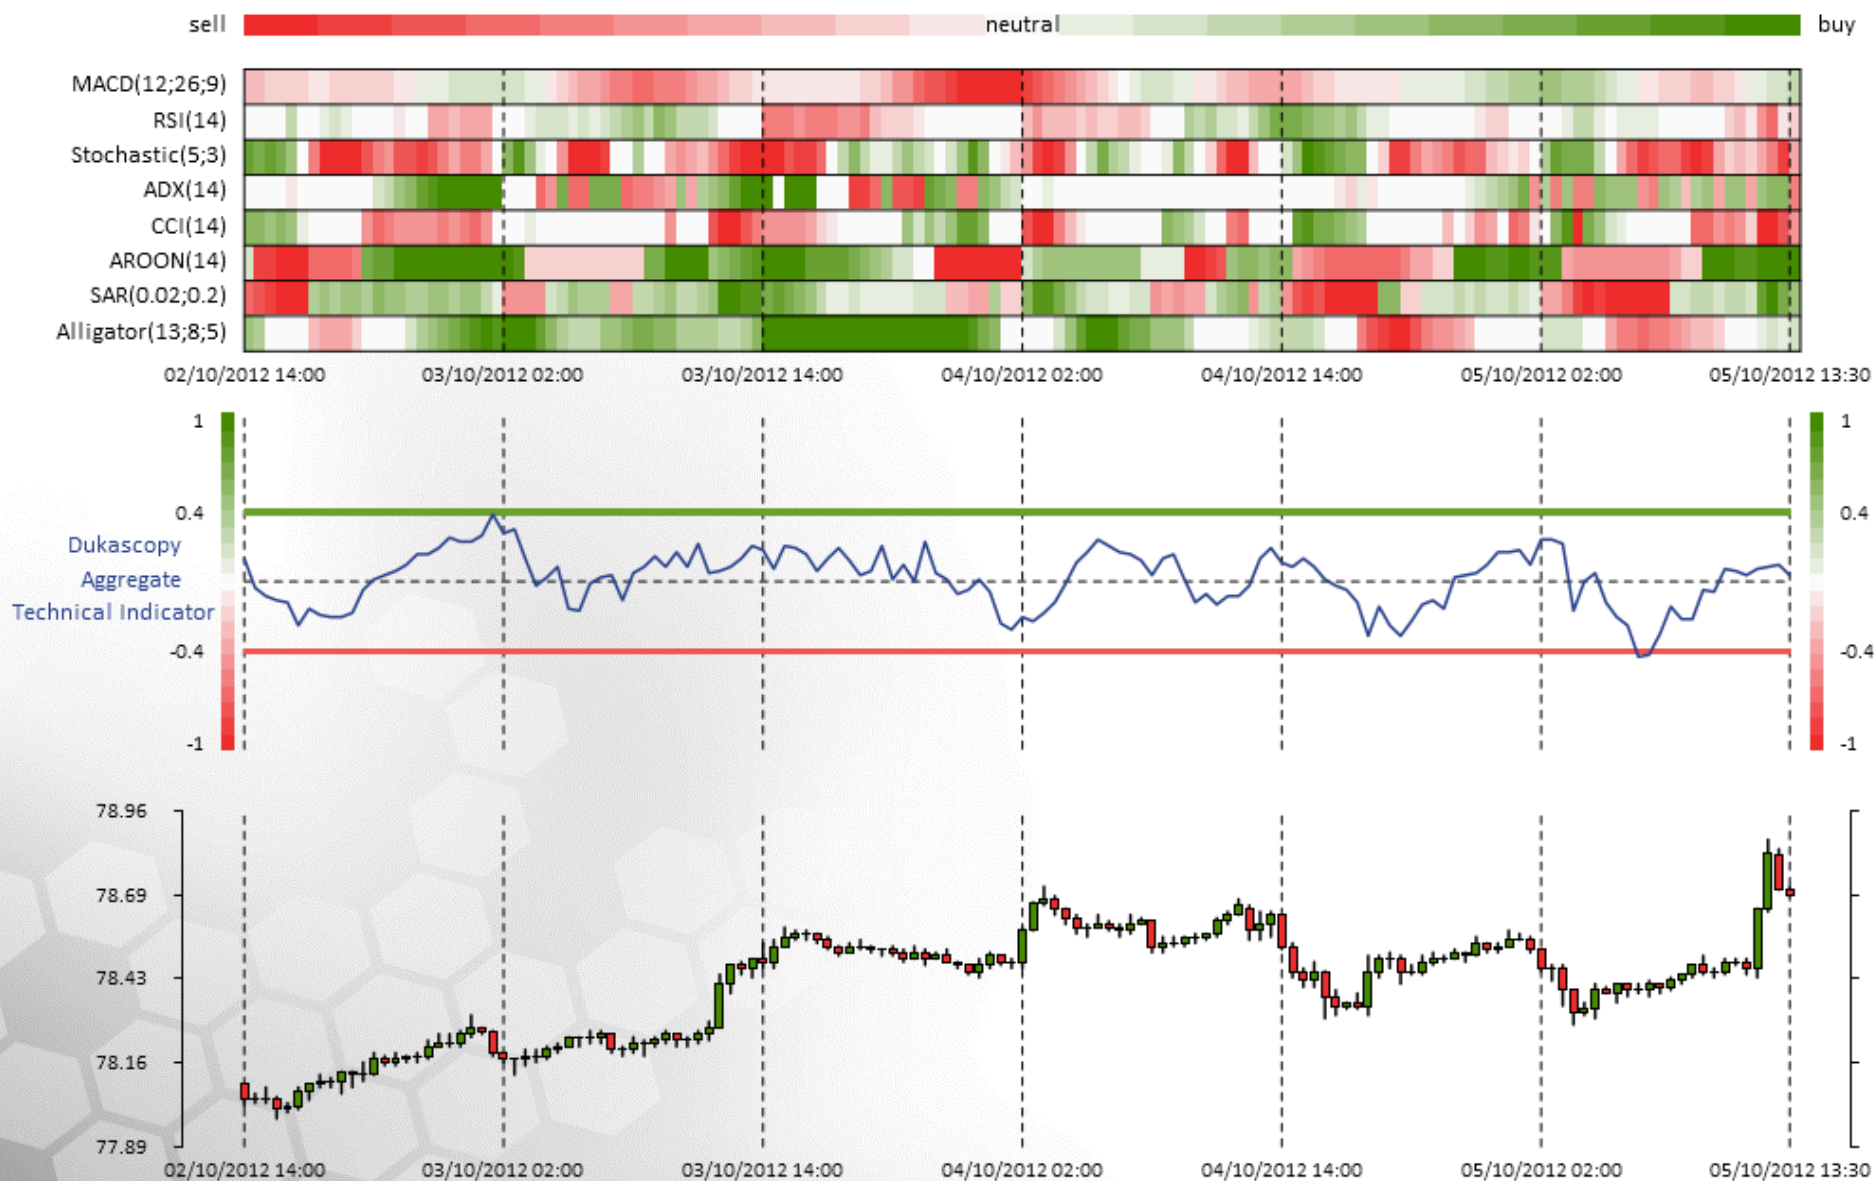 sell neutral buy
MACD(12;26;9)
RSI(14)
Stochastic(5;3)
ADX(14)
CCI(14)
AROON(14)
SAR(0.02;0.2)
Alligator(13;8;5)
02/10/2012 14:00 03/10/2012 02:00 03/10/2012 14:00 04/10/2012 02:00 04/10/2012 14:00 05/10/2012 02:00 05/10/2012 13:30
1 1
0.4 0.4
Dukascopy
Aggregate
Technical Indicator
-0.4 -0.4
-1 -1
78.96
78.69
78.43
78.16
77.89
02/10/2012 14:00 03/10/2012 02:00 03/10/2012 14:00 04/10/2012 02:00 04/10/2012 14:00 05/10/2012 02:00 05/10/2012 13:30